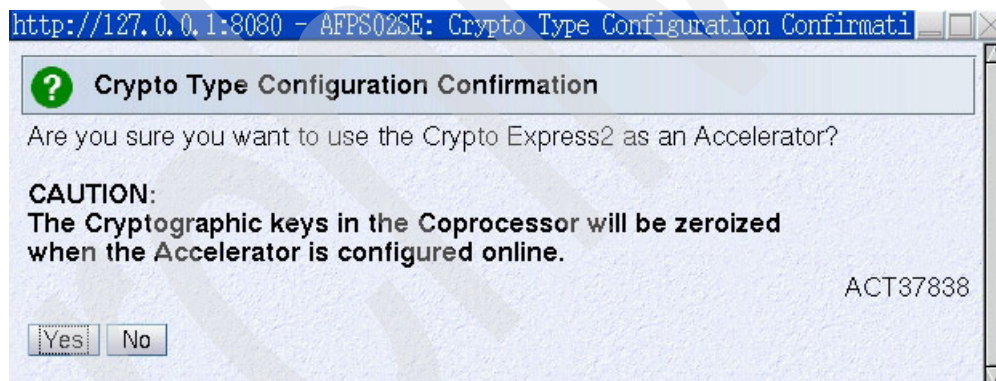 http://127.0.0.1:8080 - AFPS02SE: Crypto Type Configuration Confirmati
Crypto Type Configuration Confirmation
Are you sure you want to use the Crypto Express2 as an Accelerator?
CAUTION:
The Cryptographic keys in the Coprocessor will be zeroized
when the Accelerator is configured online.
ACT37838
Yes No